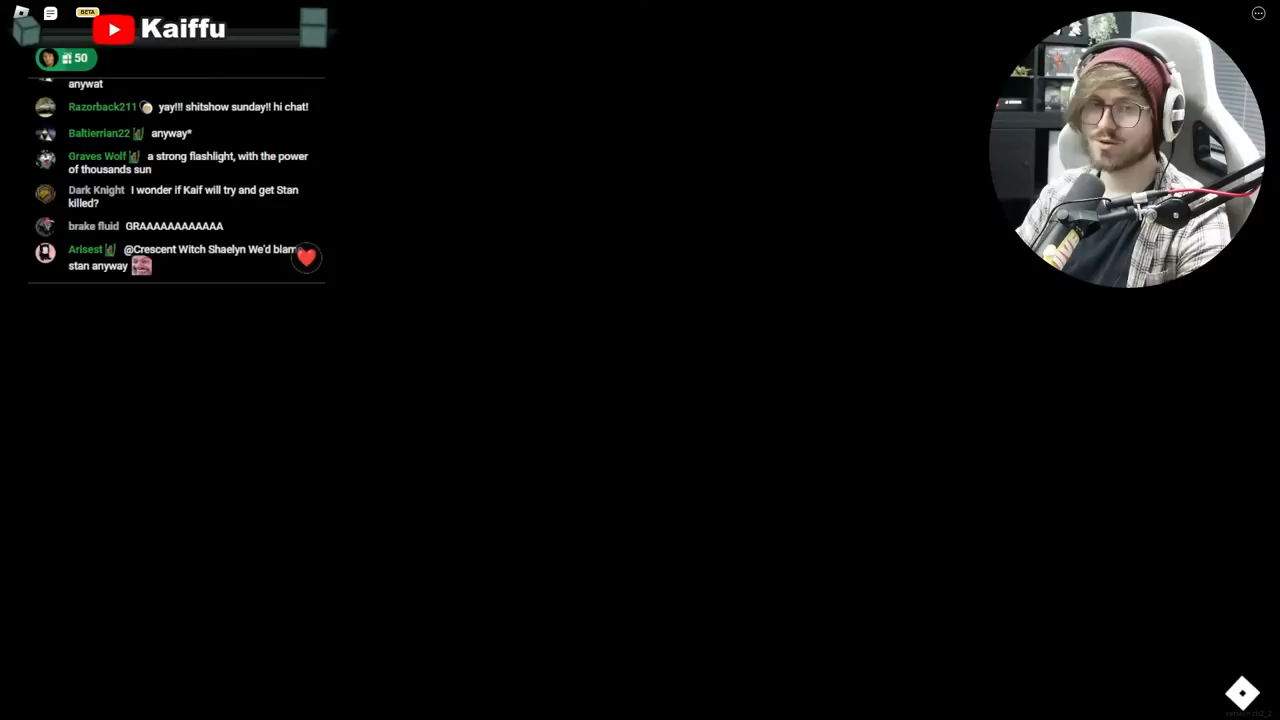 BETA
Kaiffu
50
anywat
Razorback211 yay!!! shitshow sunday!! hi chat!
Baltierrian22 anyway*
Graves Wolf a strong flashlight, with the power
of thousands sun
Dark Knight I wonder if Kaif will try and get Stan
killed?
brake fluid GRAAAAAAAAAAA
Arisest @Crescent Witch Shaelyn We'd blam
stan anyway